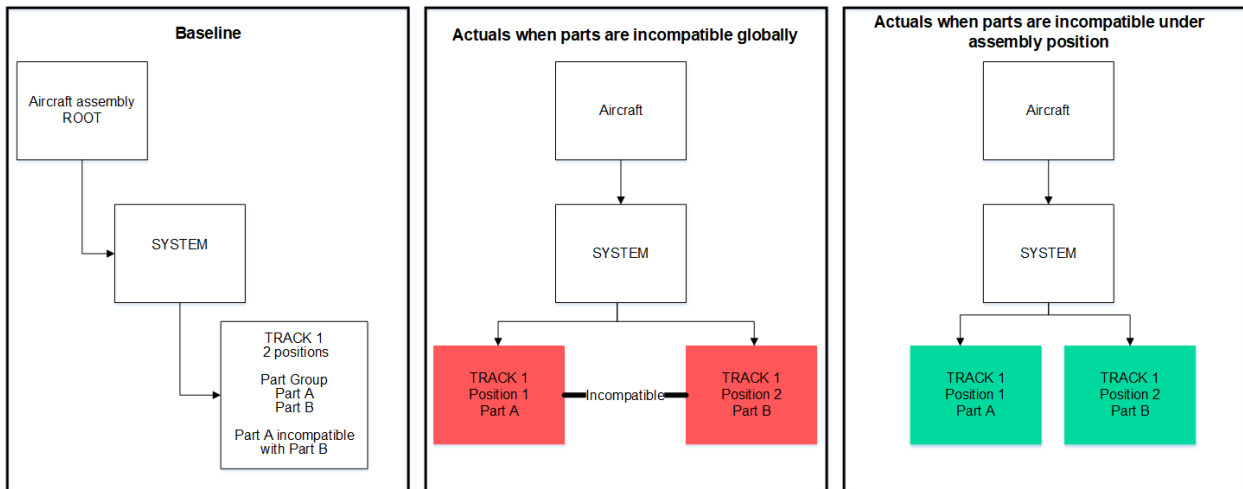 Baseline
Aircraft assembly
ROOT
SYSTEM
TRACK 1
2 positions
Part Group
Part A
Part B
Part A incompatible
with Part B
Actuals when parts are incompatible globally
Aircraft
SYSTEM
TRACK 1
Position 1
Part A
Incompatible
TRACK 1
Position 2
Part B
Actuals when parts are incompatible under
assembly position
Aircraft
SYSTEM
TRACK 1
Position 1
Part A
TRACK 1
Position 2
Part B